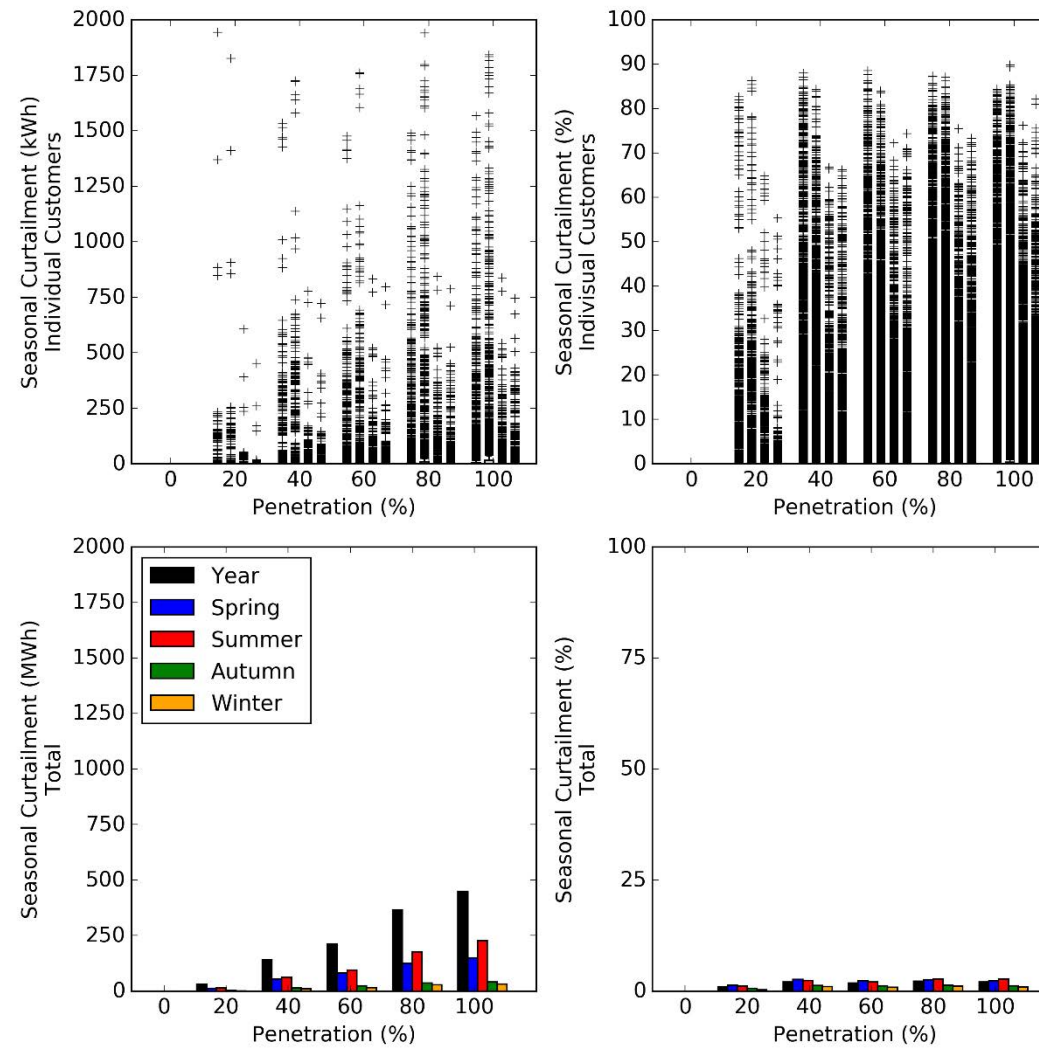 2000
1750
1500
1250
1000
750
500
250
0
Seasonal Curtailment (kWh)
Individual Customers
0 20 40 60 80 100
Penetration (%)
100
90
80
70
60
50
40
30
20
10
0
Seasonal Curtailment (%)
Indivisual Customers
0 20 40 60 80 100
Penetration (%)
2000
1750
1500
1250
1000
750
500
250
0
Seasonal Curtailment (MWh)
Total
Year
Spring
Summer
Autumn
Winter
0 20 40 60 80 100
Penetration (%)
100
75
50
25
0
Seasonal Curtailment (%)
Total
0 20 40 60 80 100
Penetration (%)